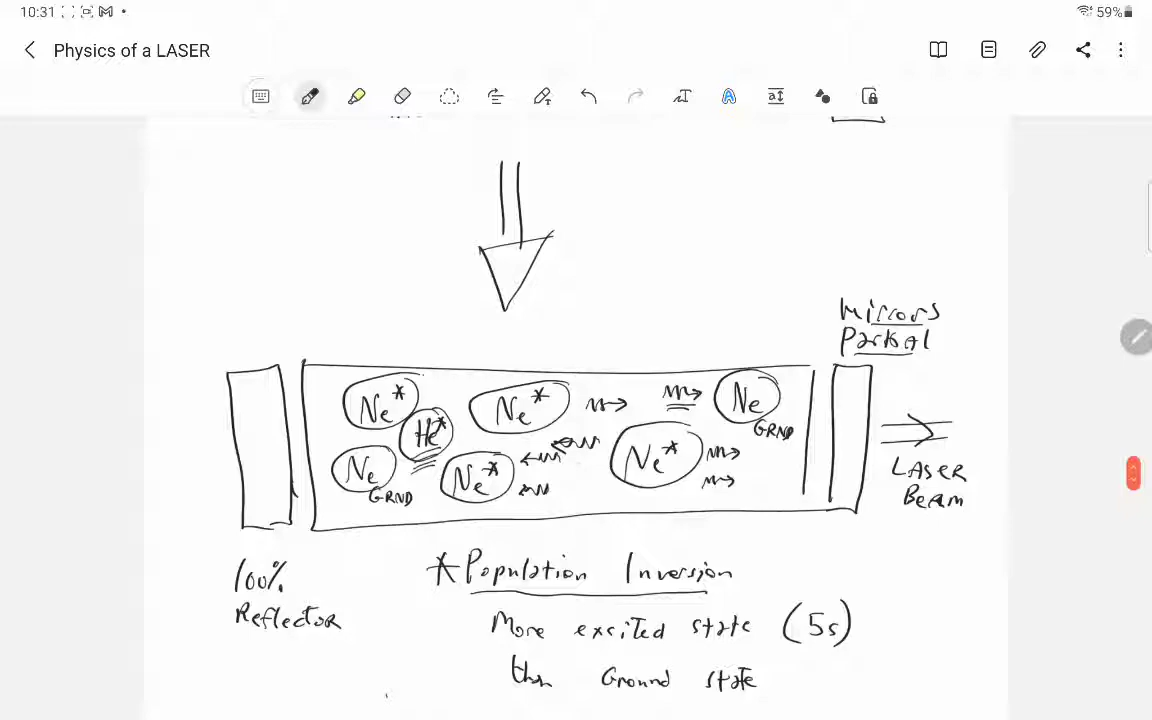 10:31
59%
Physics of a LASER
Mirrors
Partial
Ne*
Ne*
Ne
GRND
He*
Ne
GRND
Ne*
Ne*
LASER
Beam
100%
Reflector
*Population Inversion
More excited state (5s)
than Ground state